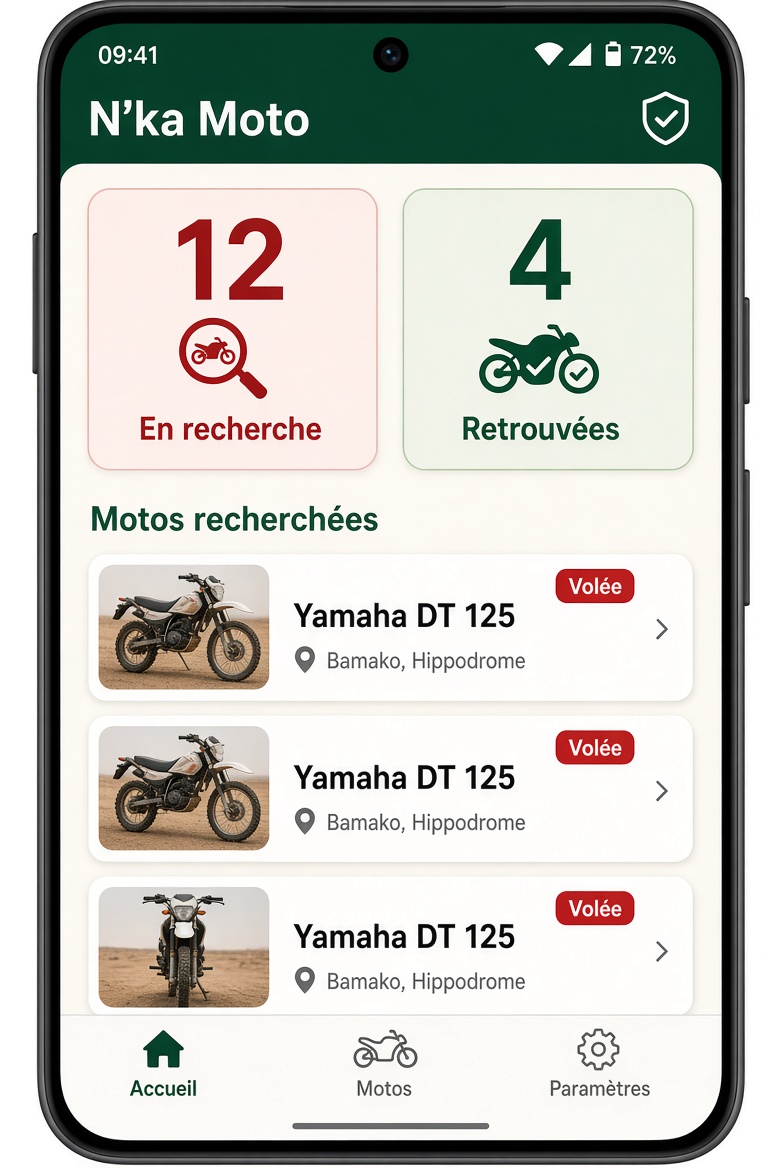 09:41
72%
N’ka Moto
12
En recherche
4
Retrouvées
Motos recherchées
Volée
Yamaha DT 125
Bamako, Hippodrome
Volée
Yamaha DT 125
Bamako, Hippodrome
Volée
Yamaha DT 125
Bamako, Hippodrome
Accueil
Motos
Paramètres